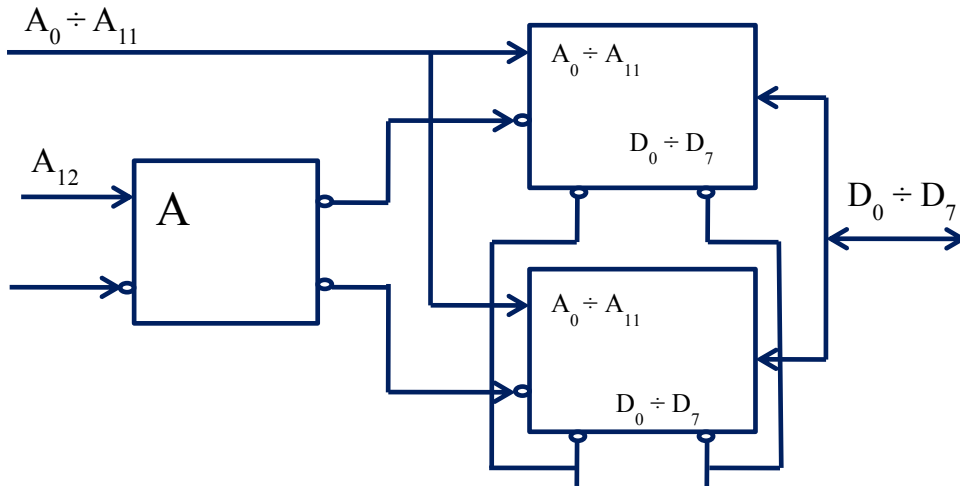 A₀ ÷ A₁₁
A₀ ÷ A₁₁
D₀ ÷ D₇
A₁₂
A
D₀ ÷ D₇
A₀ ÷ A₁₁
D₀ ÷ D₇